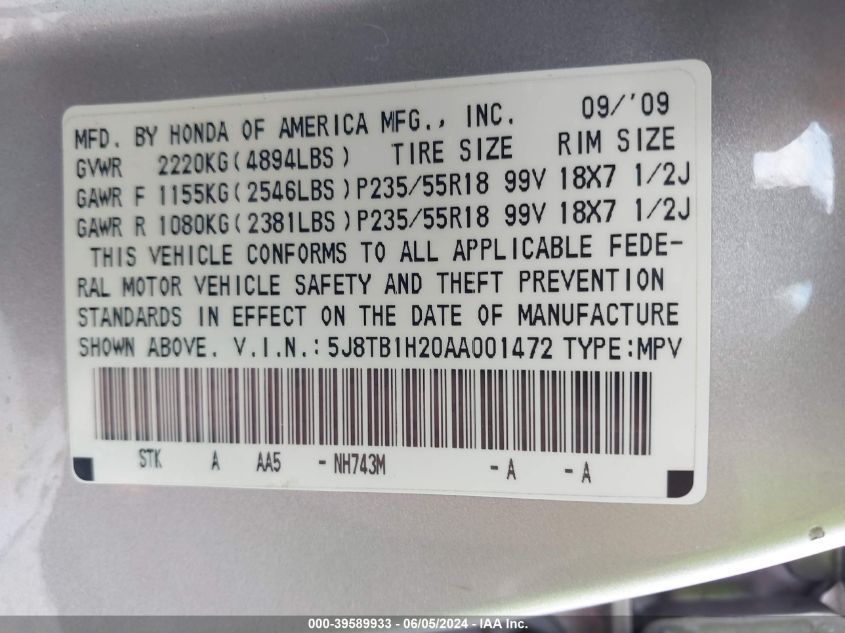 MFD. BY HONDA OF AMERICA MFG., INC. 09/'09
GVWR 2220KG(4894LBS) TIRE SIZE RIM SIZE
GAWR F 1155KG(2546LBS)P235/55R18 99V 18X7 1/2J
GAWR R 1080KG(2381LBS)P235/55R18 99V 18X7 1/2J
THIS VEHICLE CONFORMS TO ALL APPLICABLE FEDE-
RAL MOTOR VEHICLE SAFETY AND THEFT PREVENTION
STANDARDS IN EFFECT ON THE DATE OF MANUFACTURE
SHOWN ABOVE. V.I.N.:5J8TB1H20AA001472 TYPE:MPV
STK A AA5 -NH743M -A -A
000-39589933 - 06/05/2024 - IAA Inc.